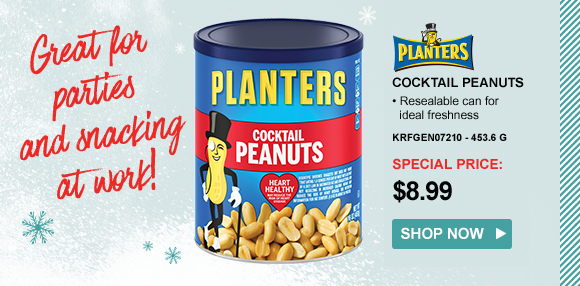 Great for
parties
and snacking
at work!
PLANTERS
COCKTAIL
PEANUTS
HEART
HEALTHY
PLANTERS
COCKTAIL PEANUTS
• Resealable can for
ideal freshness
KRFGEN07210 - 453.6 G
SPECIAL PRICE:
$8.99
SHOP NOW